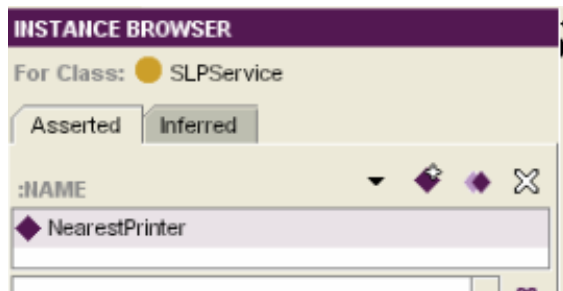 INSTANCE BROWSER
For Class: SLPService
Asserted Inferred
:NAME
NearestPrinter